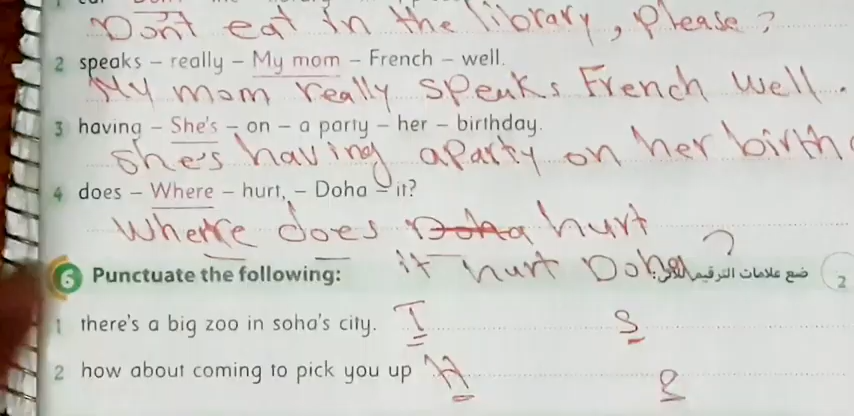 Don't eat in the library, please?
2 speaks – really – My mom – French – well.
My mom really speaks French well.
3 having – She's – on – a party – her – birthday.
she's having aparty on her birth
4 does – Where – hurt, – Doha – it?
Where does Doha hurt
it hurt Doha?
6 Punctuate the following: ضع علامات الترقيم
2
1 there's a big zoo in soha's city. T S
2 how about coming to pick you up H ?